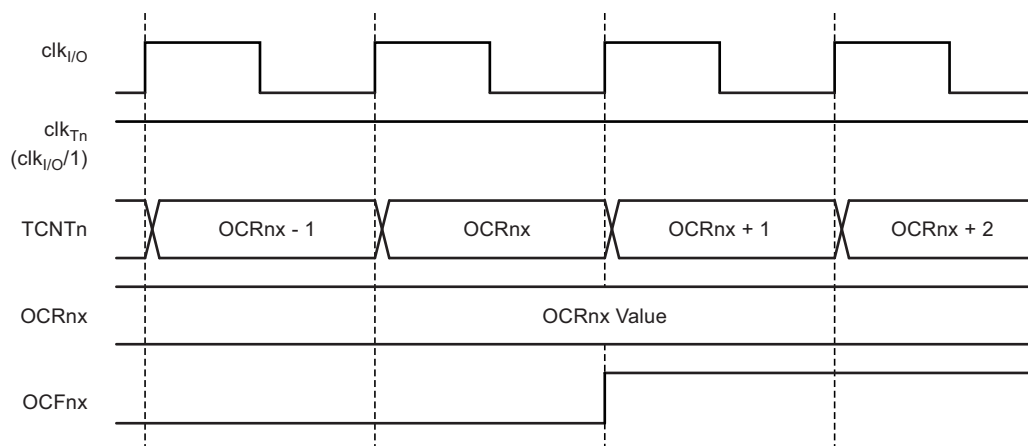 clkI/O
clkTn
(clkI/O/1)
TCNTn
OCRnx - 1
OCRnx
OCRnx + 1
OCRnx + 2
OCRnx
OCRnx Value
OCFnx